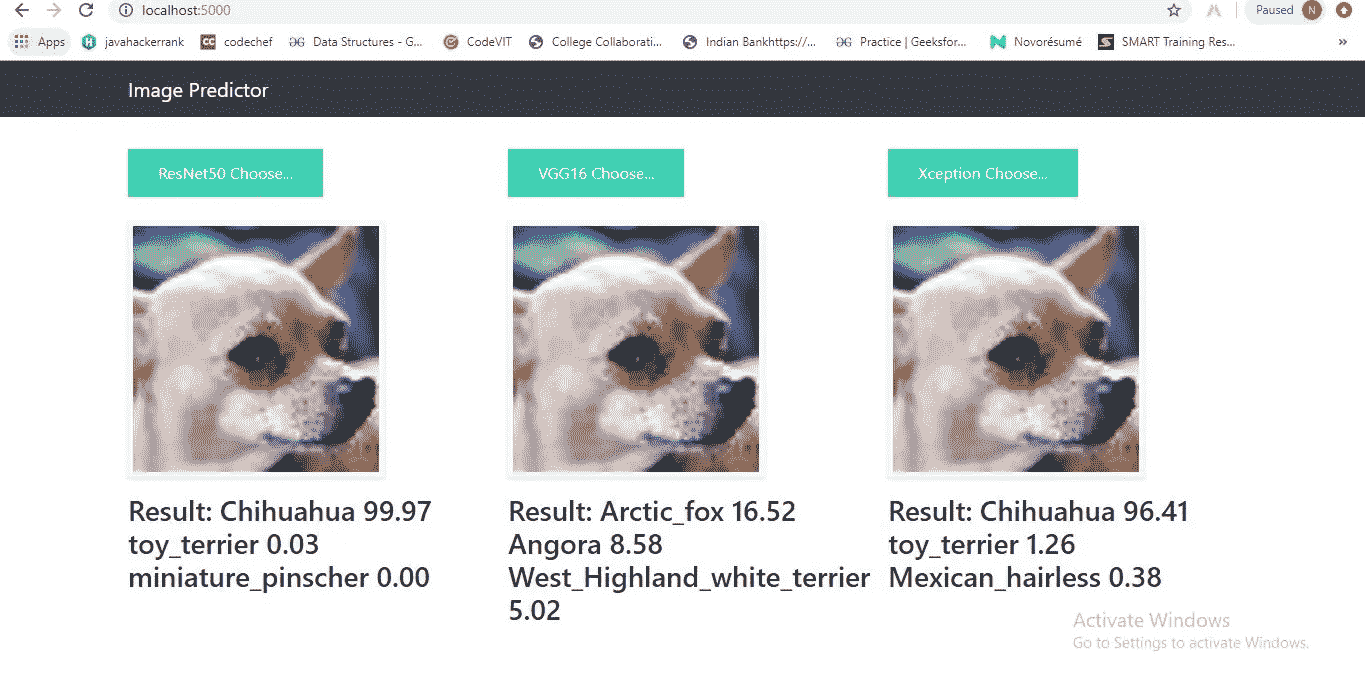 localhost:5000
Paused N
Apps javahackerrank codechef Data Structures - G... CodeVIT College Collaborati... Indian Bankhttps://... Practice | Geeksfor... Novorésumé SMART Training Res... »
Image Predictor
ResNet50 Choose... VGG16 Choose... Xception Choose...
Result: Chihuahua 99.97
toy_terrier 0.03
miniature_pinscher 0.00
Result: Arctic_fox 16.52
Angora 8.58
West_Highland_white_terrier
5.02
Result: Chihuahua 96.41
toy_terrier 1.26
Mexican_hairless 0.38
Activate Windows
Go to Settings to activate Windows.